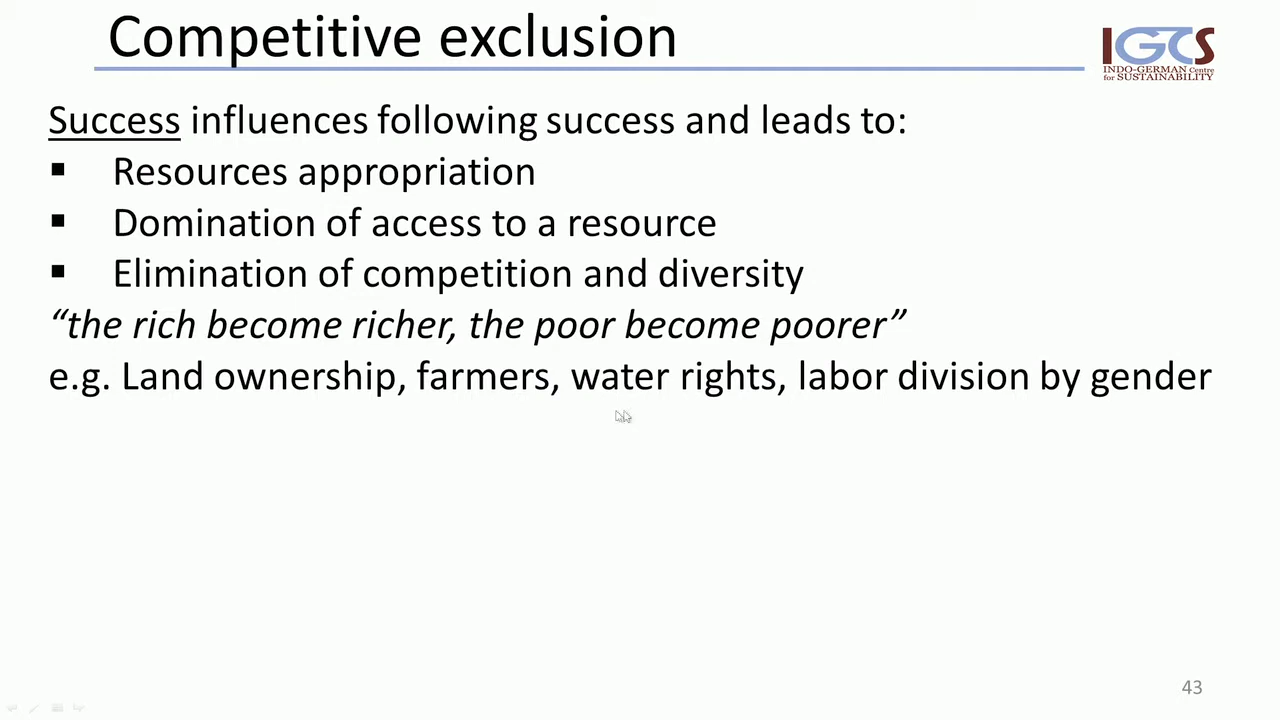 Competitive exclusion
IGCS
INDO-GERMAN Centre
for SUSTAINABILITY
Success influences following success and leads to:
▪ Resources appropriation
▪ Domination of access to a resource
▪ Elimination of competition and diversity
“the rich become richer, the poor become poorer”
e.g. Land ownership, farmers, water rights, labor division by gender
43